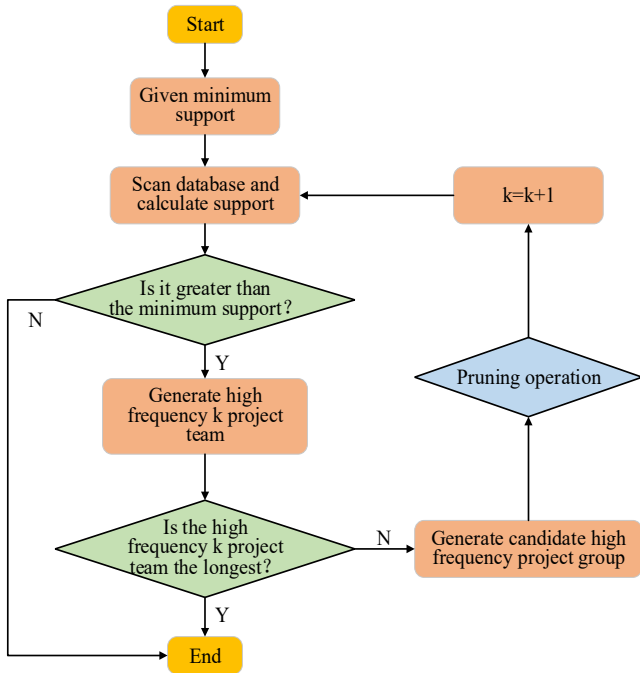 Start
Given minimum
support
Scan database and
calculate support
k=k+1
Is it greater than
the minimum support?
N
Y
Pruning operation
Generate high
frequency k project
team
Is the high
frequency k project
team the longest?
N
Generate candidate high
frequency project group
Y
End